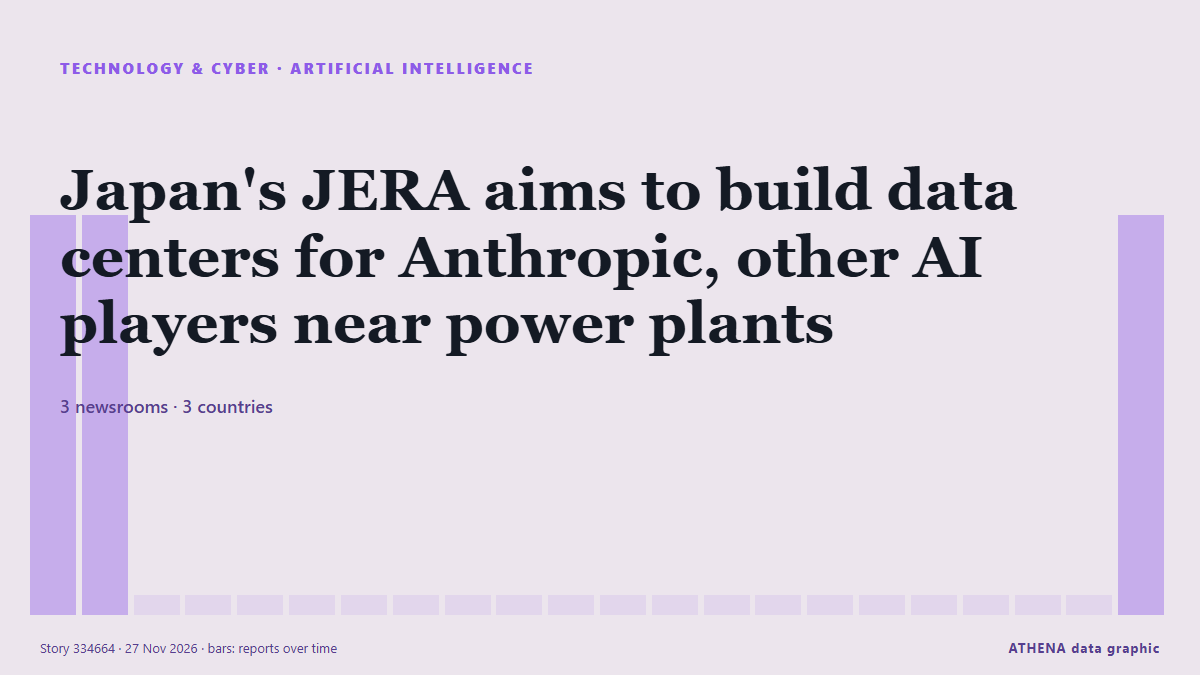 TECHNOLOGY & CYBER · ARTIFICIAL INTELLIGENCE
Japan's JERA aims to build data
centers for Anthropic, other AI
players near power plants
3 newsrooms · 3 countries
Story 334664 · 27 Nov 2026 · bars: reports over time
ATHENA data graphic